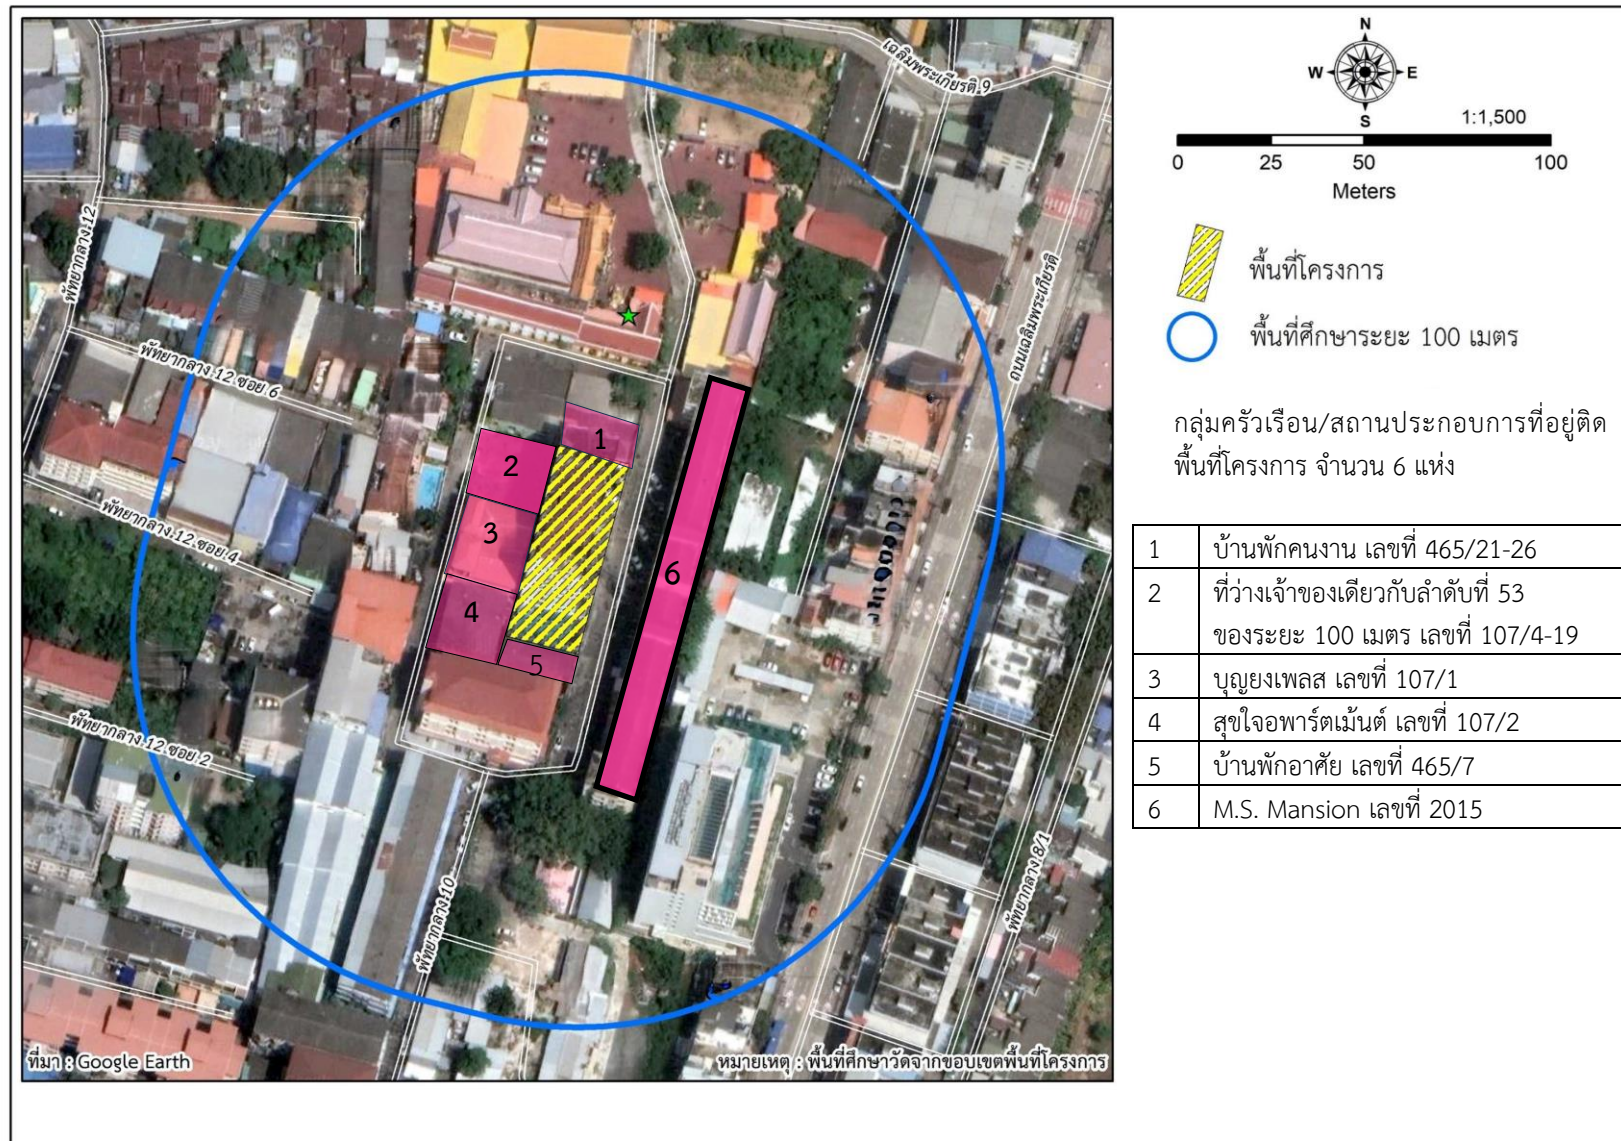 เฉลิมพระเกียรติ 9
พัทยากลาง 12
ถนนเฉลิมพระเกียรติ
พัทยากลาง 12 ซอย 6
พัทยากลาง 12 ซอย 4
พัทยากลาง 12 ซอย 2
พัทยากลาง 10
พัทยากลาง 8/1
1
2
3
4
5
6
ที่มา : Google Earth
หมายเหตุ : พื้นที่ศึกษาวัดจากขอบเขตพื้นที่โครงการ
N
W E
S
1:1,500
0 25 50 100
Meters
พื้นที่โครงการ
พื้นที่ศึกษาระยะ 100 เมตร
กลุ่มครัวเรือน/สถานประกอบการที่อยู่ติด
พื้นที่โครงการ จำนวน 6 แห่ง
1 บ้านพักคนงาน เลขที่ 465/21-26
2 ที่ว่างเจ้าของเดียวกับลำดับที่ 53
ของระยะ 100 เมตร เลขที่ 107/4-19
3 บุญยงเพลส เลขที่ 107/1
4 สุขใจอพาร์ตเม้นต์ เลขที่ 107/2
5 บ้านพักอาศัย เลขที่ 465/7
6 M.S. Mansion เลขที่ 2015